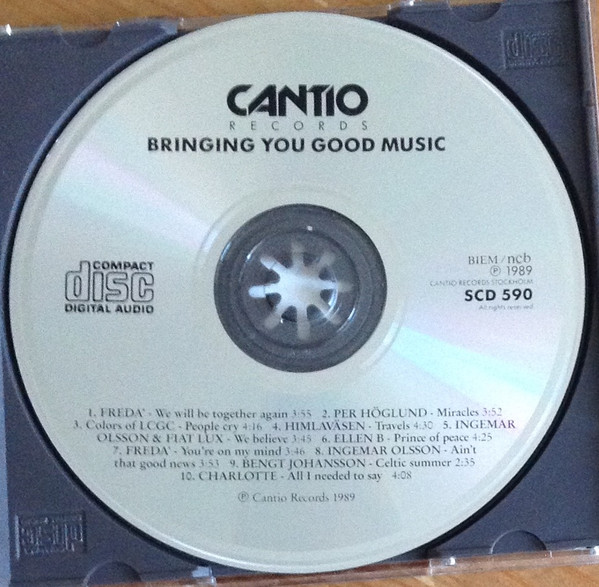 CANTIO
RECORDS
BRINGING YOU GOOD MUSIC
COMPACT
disc
DIGITAL AUDIO
BIEM/ncb
℗ 1989
CANTIO RECORDS STOCKHOLM
SCD 590
All rights reserved
1. FREDA' - We will be together again 3:55 2. PER HÖGLUND - Miracles 3:52
3. Colors of LCGC - People cry 4:16 4. HIMLAVÄSEN - Travels 4:30 5. INGEMAR
OLSSON & FIAT LUX - We believe 3:45 6. ELLEN B - Prince of peace 4:25
7. FREDA' - You're on my mind 3:46 8. INGEMAR OLSSON - Ain't
that good news 3:53 9. BENGT JOHANSSON - Celtic summer 2:35
10. CHARLOTTE - All I needed to say 4:08
℗ Cantio Records 1989
disc
disc